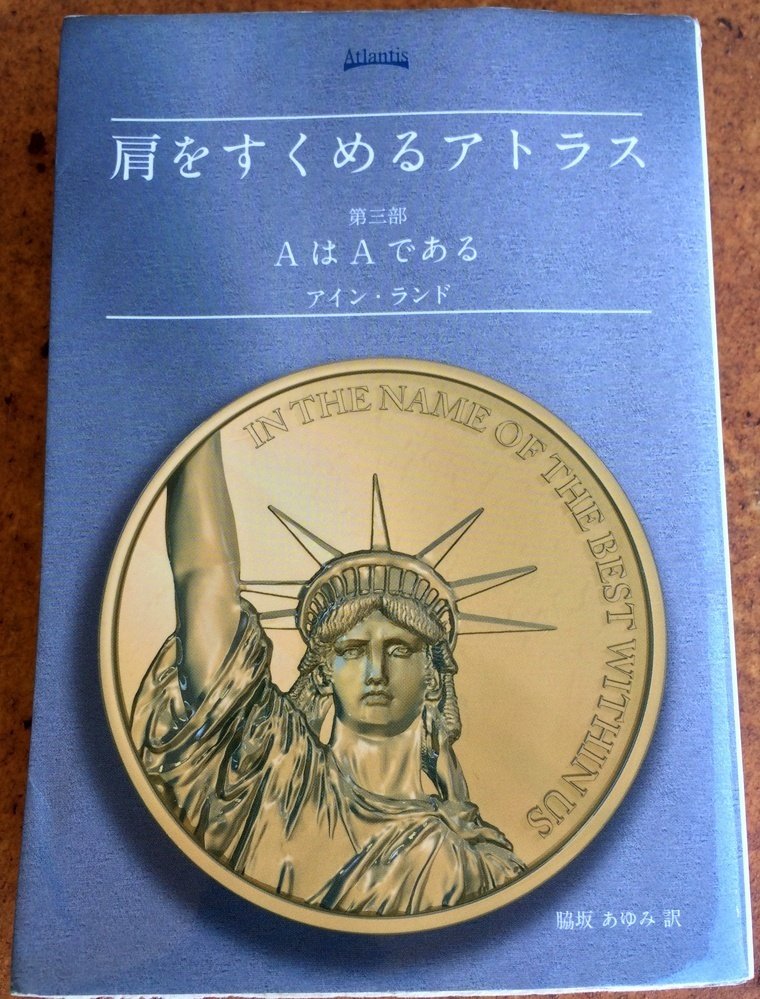 Atlantis
肩をすくめるアトラス
第三部
AはAである
アイン・ランド
IN THE NAME OF THE BEST WITHIN US
脇坂 あゆみ 訳